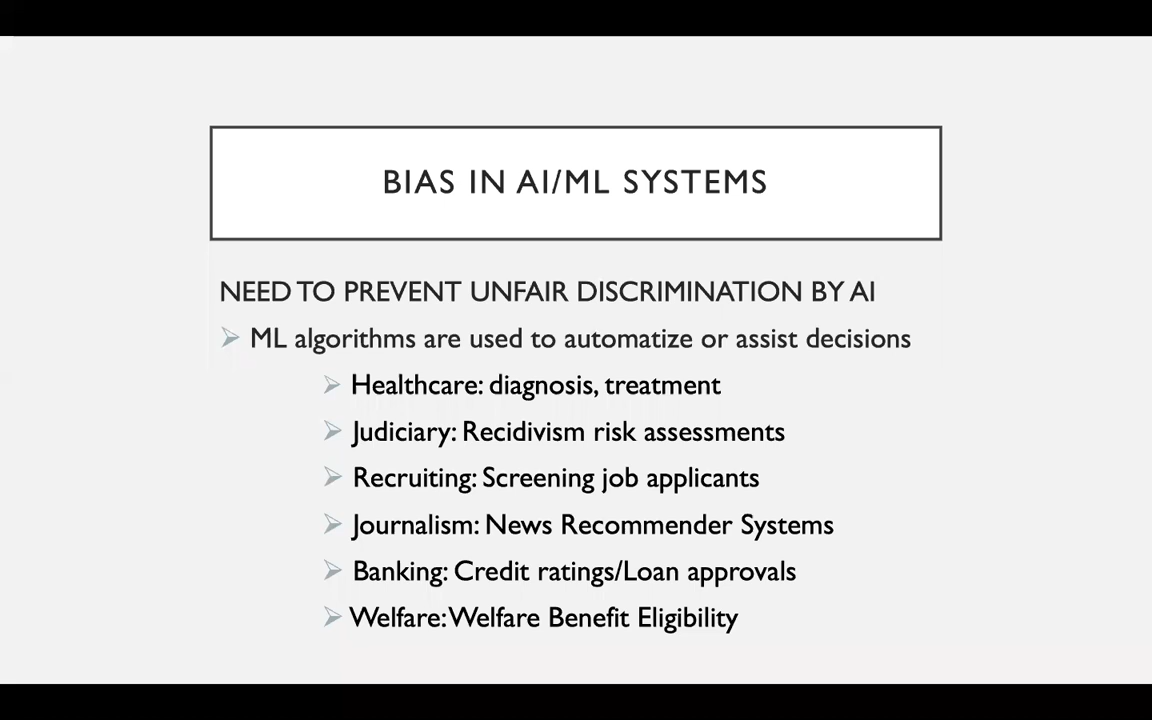 BIAS IN AI/ML SYSTEMS
NEED TO PREVENT UNFAIR DISCRIMINATION BY AI
ML algorithms are used to automatize or assist decisions
Healthcare: diagnosis, treatment
Judiciary: Recidivism risk assessments
Recruiting: Screening job applicants
Journalism: News Recommender Systems
Banking: Credit ratings/Loan approvals
Welfare: Welfare Benefit Eligibility